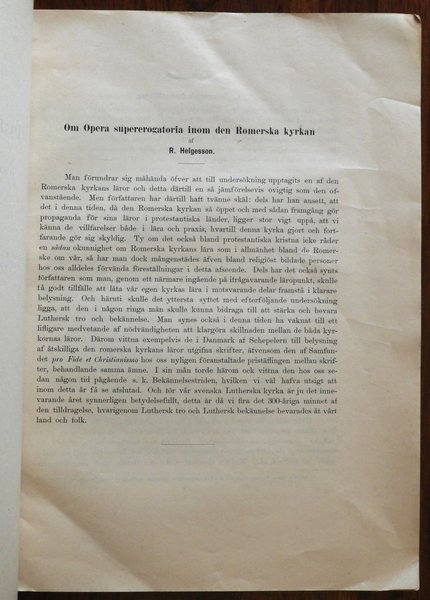 Om Opera supererogatoria inom den Romerska kyrkan
af
R. Helgesson.
Man förundrar sig måhända öfver att till undersökning upptagits en af den
Romerska kyrkans läror och detta därtill en så jämförelsevis ovigtig som den of-
vanstående. Men författaren har därtill haft tvänne skäl: dels har han ansett, att
det i denna tiden, då den Romerska kyrkan så öppet och med sådan framgång gör
propaganda för sina läror i protestantiska länder, ligger stor vigt uppå, att vi
känna de villfarelser både i lära och praxis, hvartill denna kyrka gjort och fort-
farande gör sig skyldig. Ty om det också bland protestantiska kristna icke råder
en sådan okunnighet om Romerska kyrkans lära som i allmänhet bland de Romer-
ske om vår, så har man dock mångenstädes äfven bland religiöst bildade personer
hos oss alldeles förvända föreställningar i detta afseende. Dels har det också synts
författaren som man, genom ett närmare ingående på ifrågavarande läropunkt, skulle
få godt tillfälle att låta vår egen kyrkas lära i motsvarande delar framstå i klarare
belysning. Och häruti skulle det yttersta syftet med efterföljande undersökning
ligga, att den i någon ringa mån skulle kunna bidraga till att stärka och bevara
Luthersk tro och bekännelse. Man synes också i denna tiden ha vaknat till ett
lifligare medvetande af nödvändigheten att klargöra skillnaden mellan de båda kyr-
kornas läror. Därom vittna exempelvis de i Danmark af Schepelern till belysning
af åtskilliga den romerska kyrkans läror utgifna skrifter, ätvensom den af Samfun-
det pro Fide et Christianismo hos oss nyligen föranstaltade pristäflingen mellan skrif-
ter, behandlande samma ämne. I sin mån torde härom ock vittna den hos oss se-
dan någon tid pågående s. k. Bekännelsestriden, hvilken vi väl hafva utsigt att
inom detta år få se afslutad. Och tör vår svenska Lutherska kyrka är ju det inne-
varande året synnerligen betydelsefullt, detta är då vi fira det 300-åriga minnet af
den tilldragelse, hvarigenom Luthersk tro och Luthersk bekännelse bevarades åt vårt
land och folk.